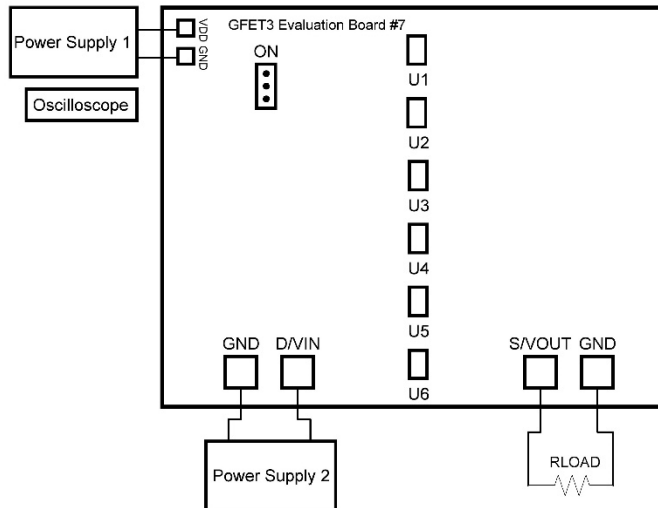 Power Supply 1
VDD
GND
GFET3 Evaluation Board #7
ON
Oscilloscope
U1
U2
U3
U4
U5
U6
GND D/VIN
S/VOUT GND
Power Supply 2
RLOAD